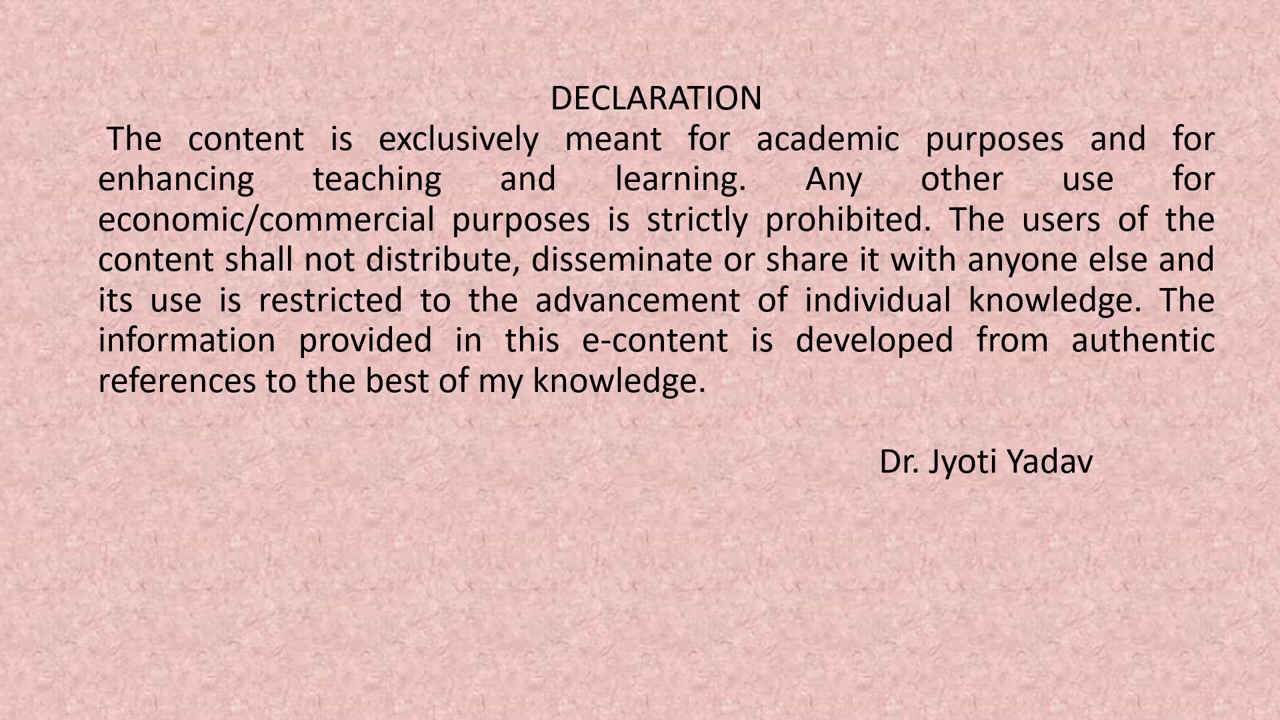 DECLARATION
The content is exclusively meant for academic purposes and for
enhancing teaching and learning. Any other use for
economic/commercial purposes is strictly prohibited. The users of the
content shall not distribute, disseminate or share it with anyone else and
its use is restricted to the advancement of individual knowledge. The
information provided in this e-content is developed from authentic
references to the best of my knowledge.
Dr. Jyoti Yadav